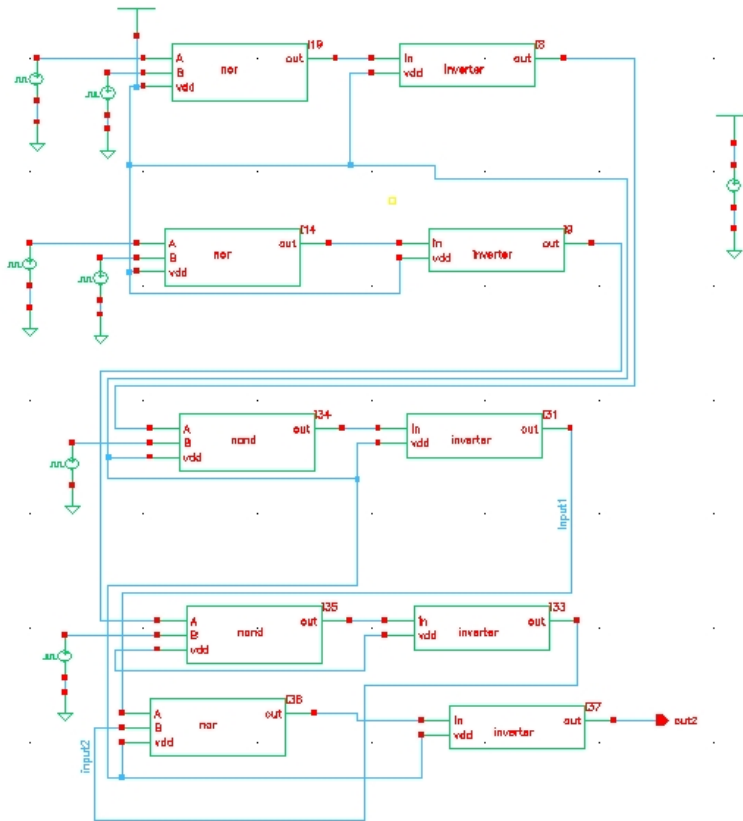 I19
A
B
vdd
nor
out
I8
In
vdd
Inverter
out
I14
A
B
vdd
nor
out
I9
In
vdd
Inverter
out
I34
A
B
vdd
nand
out
I31
In
vdd
inverter
out
Input1
I35
A
B
vdd
nand
out
I33
In
vdd
inverter
out
I36
A
B
vdd
nor
out
I37
In
vdd
inverter
out
out2
input2